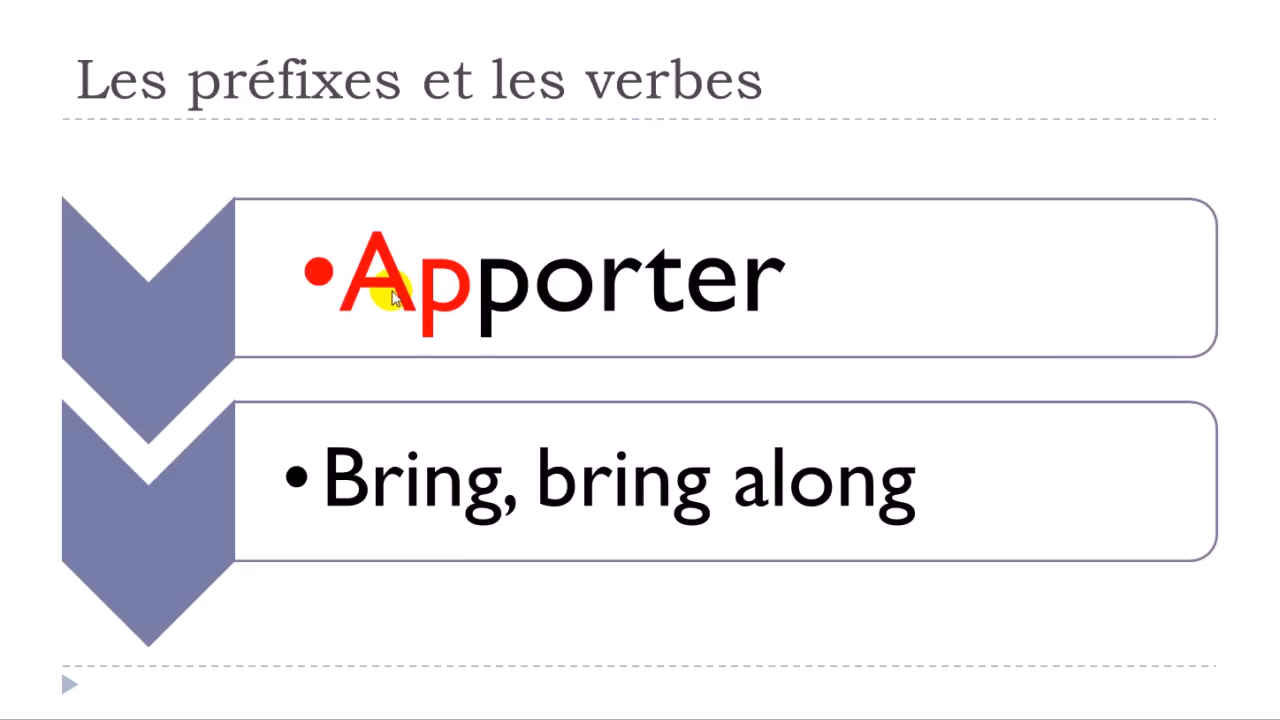 Les préfixes et les verbes
•Apporter
•Bring, bring along